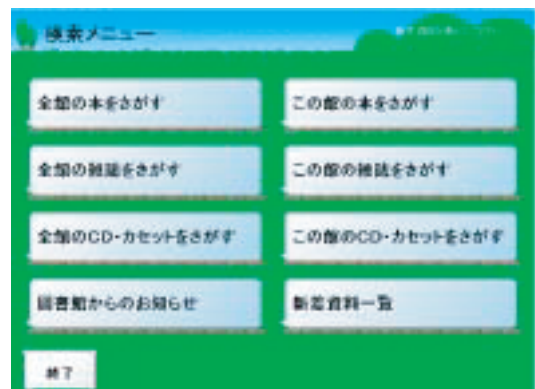 検索メニュー
全館の本をさがす
この館の本をさがす
全館の雑誌をさがす
この館の雑誌をさがす
全館のCD・カセットをさがす
この館のCD・カセットをさがす
図書館からのお知らせ
新着資料一覧
終了